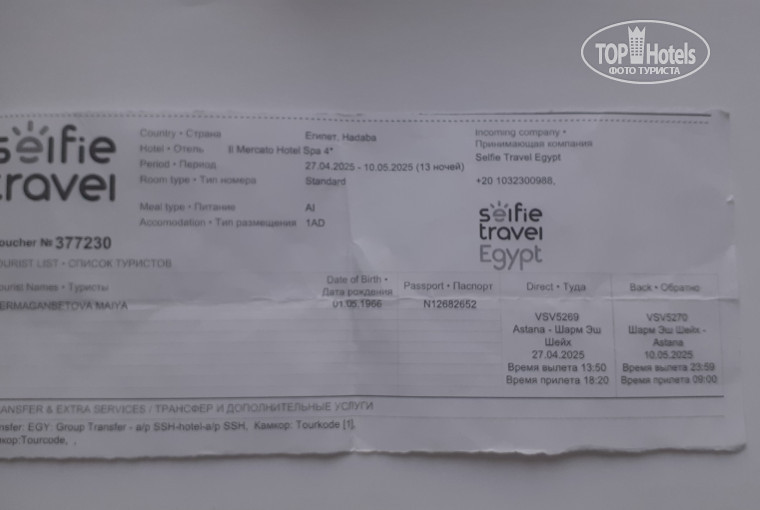 TOP Hotels
ФОТО ТУРИСТА
selfie
travel
Country • Страна Египет, Hadaba
Hotel • Отель Il Mercato Hotel Spa 4*
Period • Период 27.04.2025 - 10.05.2025 (13 ночей)
Room type • Тип номера Standard
Meal type • Питание AI
Accomodation • Тип размещения 1AD
Incoming company •
Принимающая компания
Selfie Travel Egypt
+20 1032300988,
selfie
travel
Egypt
oucher № 377230
OURIST LIST • СПИСОК ТУРИСТОВ
ourist Names • Туристы
Date of Birth •
Дата рождения
Passport • Паспорт
Direct • Туда
Back • Обратно
ERMAGANBETOVA MAIYA
01.05.1966
N12682652
VSV5269
Astana - Шарм Эш
Шейх
27.04.2025
Время вылета 13:50
Время прилета 18:20
VSV5270
Шарм Эш Шейх -
Astana
10.05.2025
Время вылета 23:59
Время прилета 09:00
ANSFER & EXTRA SERVICES / ТРАНСФЕР И ДОПОЛНИТЕЛЬНЫЕ УСЛУГИ
nsfer: EGY: Group Transfer - a/p SSH-hotel-a/p SSH, Камкор: Tourkode [1],
мкор:Tourcode, ,